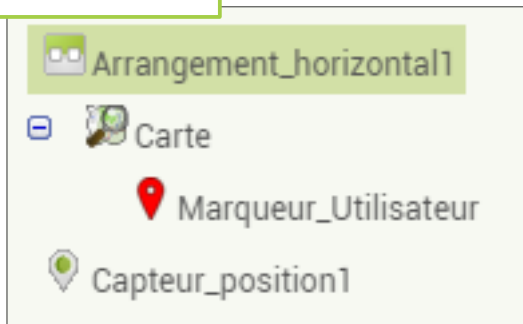 Arrangement_horizontal1
Carte
Marqueur_Utilisateur
Capteur_position1